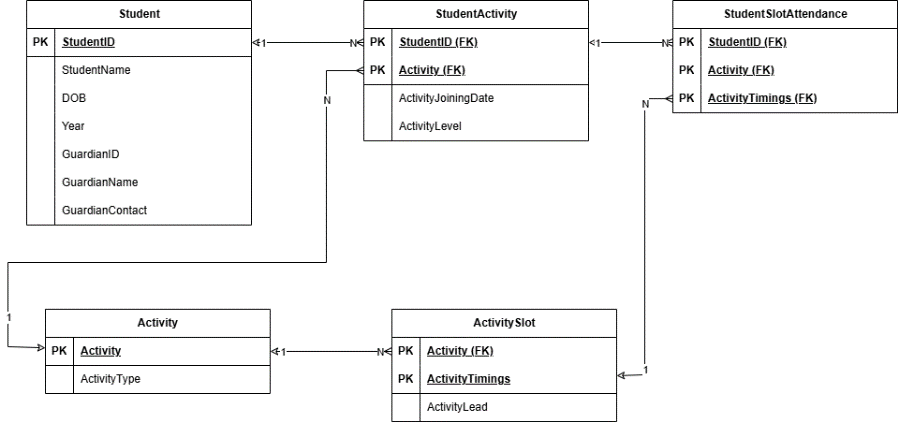 Student
PK StudentID
StudentName
DOB
Year
GuardianID
GuardianName
GuardianContact
1 N
StudentActivity
PK StudentID (FK)
PK Activity (FK)
ActivityJoiningDate
ActivityLevel
1 N
StudentSlotAttendance
PK StudentID (FK)
PK Activity (FK)
PK ActivityTimings (FK)
N
1
N
1
Activity
PK Activity
ActivityType
1 N
ActivitySlot
PK Activity (FK)
PK ActivityTimings
ActivityLead